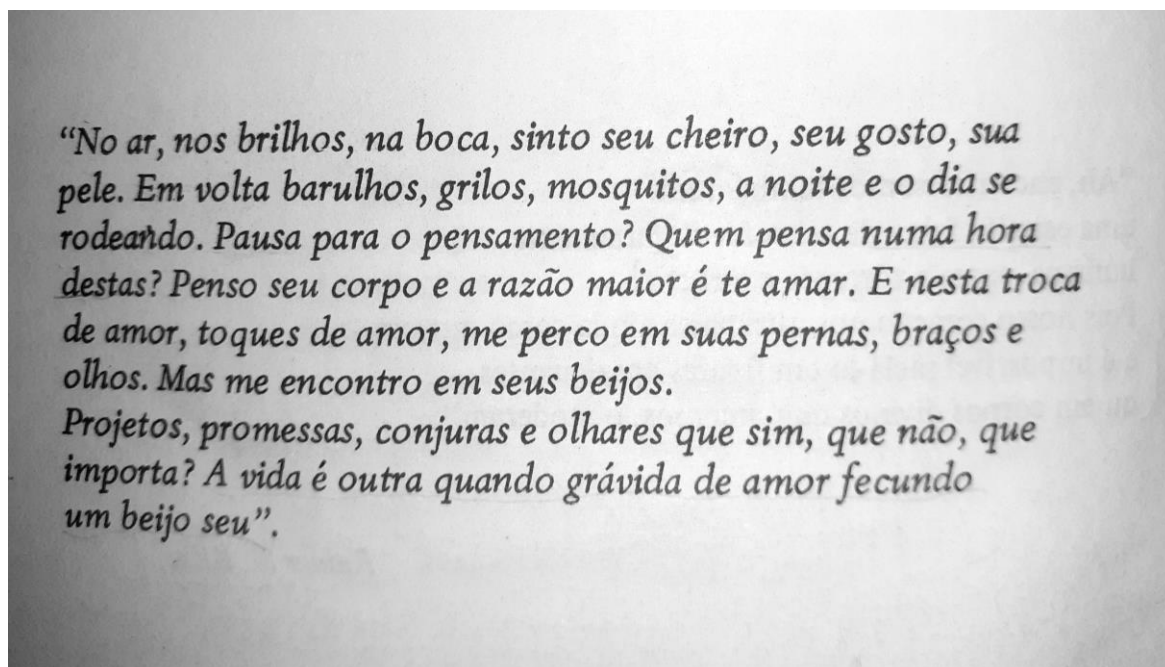 “No ar, nos brilhos, na boca, sinto seu cheiro, seu gosto, sua
pele. Em volta barulhos, grilos, mosquitos, a noite e o dia se
rodeando. Pausa para o pensamento? Quem pensa numa hora
destas? Penso seu corpo e a razão maior é te amar. E nesta troca
de amor, toques de amor, me perco em suas pernas, braços e
olhos. Mas me encontro em seus beijos.
Projetos, promessas, conjuras e olhares que sim, que não, que
importa? A vida é outra quando grávida de amor fecundo
um beijo seu”.